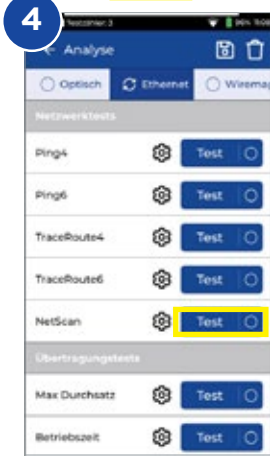 4
96%
Analyse
Optisch Ethernet Wiremap
Netzwerktests
Ping4 Test
Ping6 Test
TraceRoute4 Test
TraceRoute6 Test
NetScan Test
Übertragungstests
Max Durchsatz Test
Betriebszeit Test